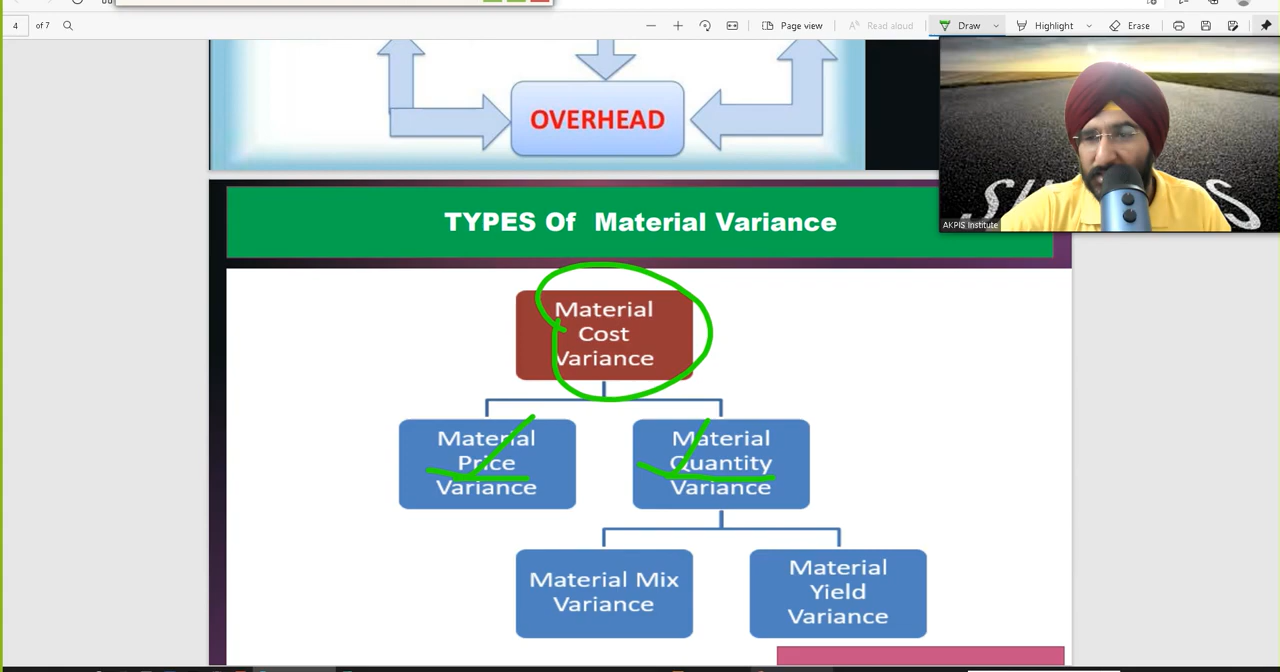 4 of 7 Page view Read aloud Draw Highlight Erase
OVERHEAD
AKPIS Institute
TYPES Of Material Variance
Material
Cost
Variance
Material
Price
Variance
Material
Quantity
Variance
Material Mix
Variance
Material
Yield
Variance